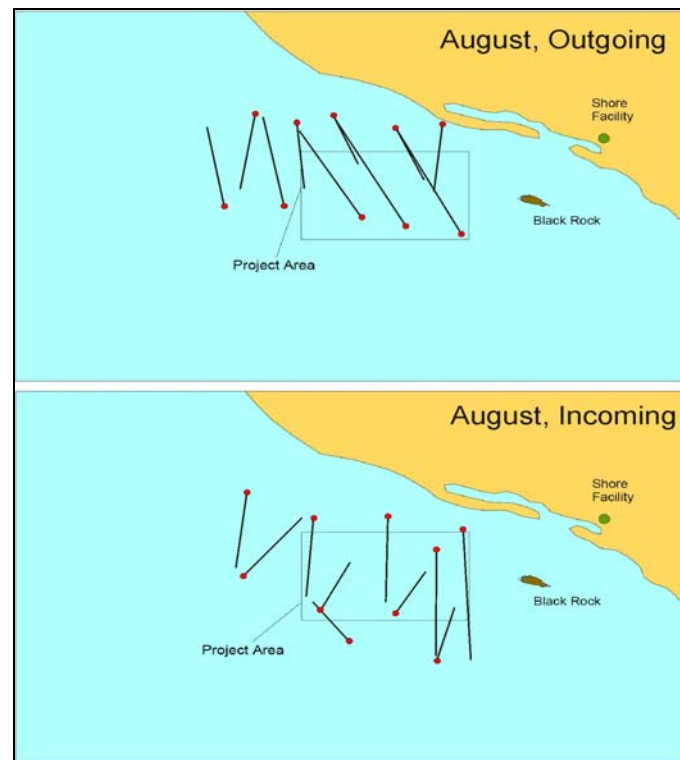 August, Outgoing
Shore
Facility
Black Rock
Project Area
August, Incoming
Shore
Facility
Black Rock
Project Area